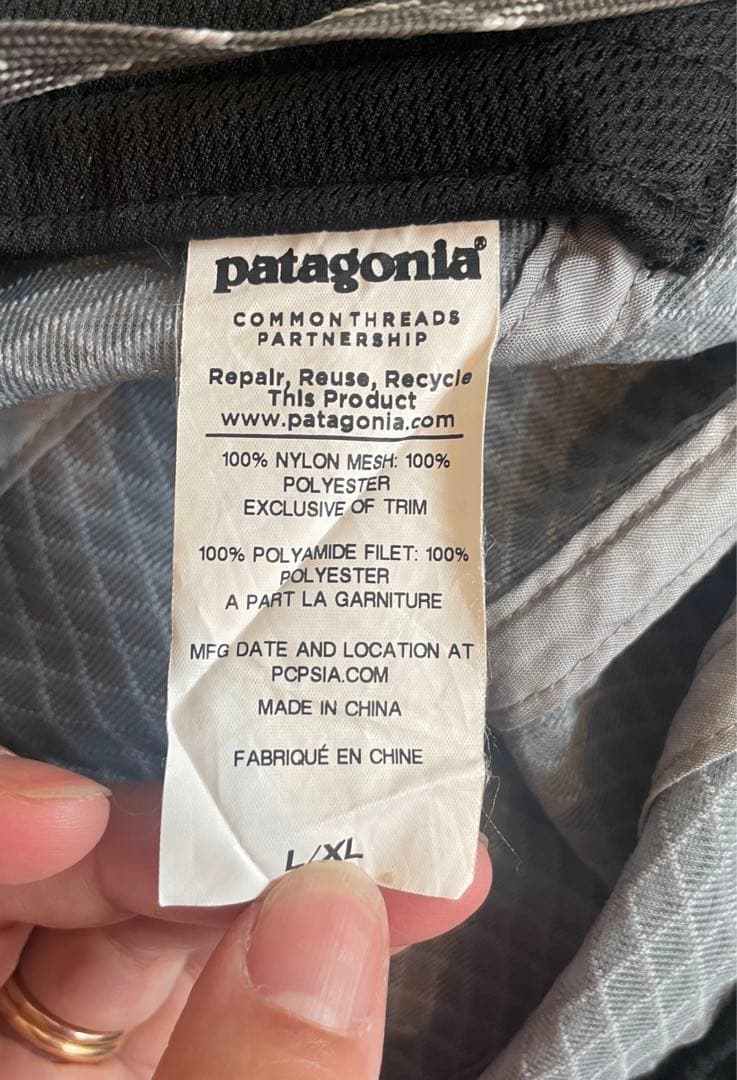 patagonia®
COMMON THREADS
PARTNERSHIP
Repair, Reuse, Recycle
This Product
www.patagonia.com
100% NYLON MESH: 100%
POLYESTER
EXCLUSIVE OF TRIM
100% POLYAMIDE FILET: 100%
POLYESTER
A PART LA GARNITURE
MFG DATE AND LOCATION AT
PCPSIA.COM
MADE IN CHINA
FABRIQUÉ EN CHINE
L/XL